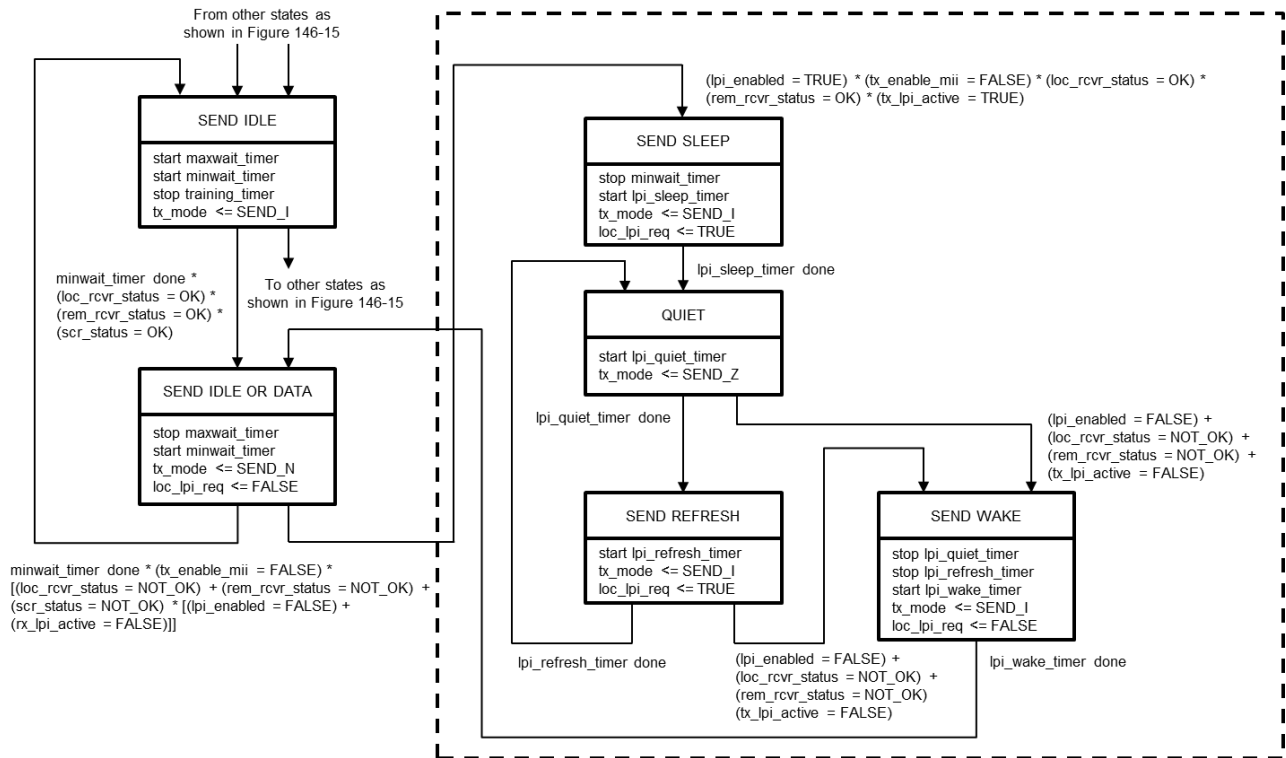 From other states as
shown in Figure 146-15
SEND IDLE
start maxwait_timer
start minwait_timer
stop training_timer
tx_mode <= SEND_I
minwait_timer done *
(loc_rcvr_status = OK) *
(rem_rcvr_status = OK) *
(scr_status = OK)
To other states as
shown in Figure 146-15
SEND IDLE OR DATA
stop maxwait_timer
start minwait_timer
tx_mode <= SEND_N
loc_lpi_req <= FALSE
minwait_timer done * (tx_enable_mii = FALSE) *
[(loc_rcvr_status = NOT_OK) + (rem_rcvr_status = NOT_OK) +
(scr_status = NOT_OK) * [(lpi_enabled = FALSE) +
(rx_lpi_active = FALSE)]]
(lpi_enabled = TRUE) * (tx_enable_mii = FALSE) * (loc_rcvr_status = OK) *
(rem_rcvr_status = OK) * (tx_lpi_active = TRUE)
SEND SLEEP
stop minwait_timer
start lpi_sleep_timer
tx_mode <= SEND_I
loc_lpi_req <= TRUE
lpi_sleep_timer done
QUIET
start lpi_quiet_timer
tx_mode <= SEND_Z
lpi_quiet_timer done
(lpi_enabled = FALSE) +
(loc_rcvr_status = NOT_OK) +
(rem_rcvr_status = NOT_OK) +
(tx_lpi_active = FALSE)
SEND REFRESH
start lpi_refresh_timer
tx_mode <= SEND_I
loc_lpi_req <= TRUE
lpi_refresh_timer done
(lpi_enabled = FALSE) +
(loc_rcvr_status = NOT_OK) +
(rem_rcvr_status = NOT_OK)
(tx_lpi_active = FALSE)
SEND WAKE
stop lpi_quiet_timer
stop lpi_refresh_timer
start lpi_wake_timer
tx_mode <= SEND_I
loc_lpi_req <= FALSE
lpi_wake_timer done